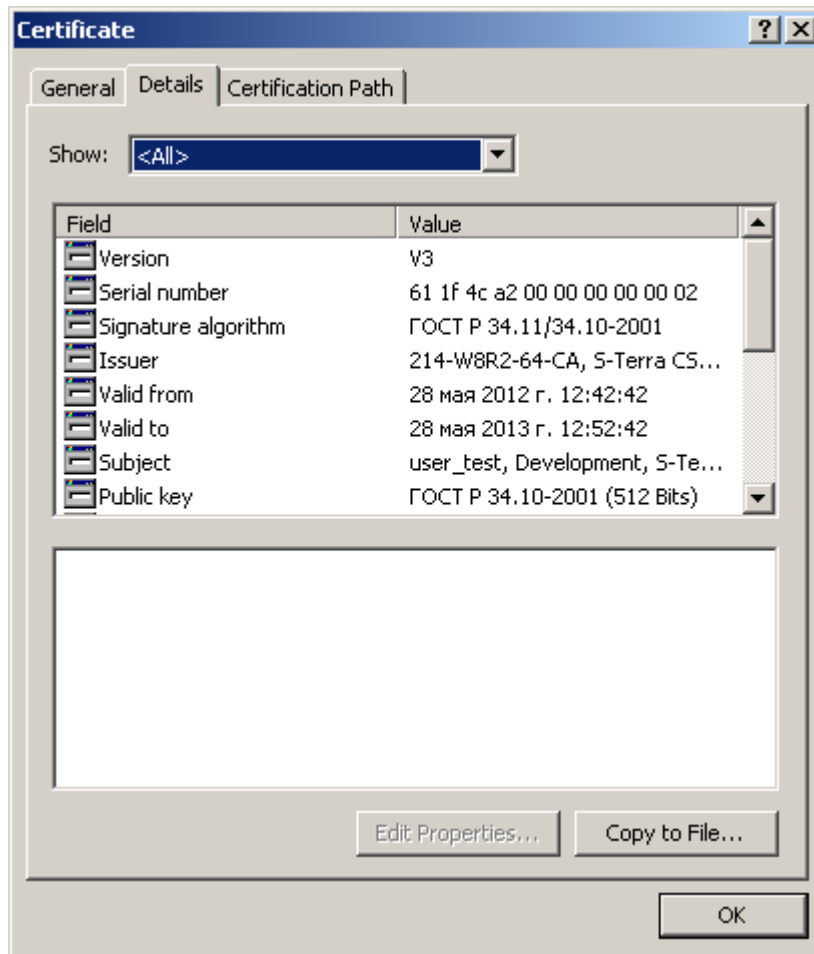 Certificate
General Details Certification Path
Show: <All>
Field Value
Version V3
Serial number 61 1f 4c a2 00 00 00 00 00 02
Signature algorithm ГОСТ Р 34.11/34.10-2001
Issuer 214-W8R2-64-CA, S-Terra CS...
Valid from 28 мая 2012 г. 12:42:42
Valid to 28 мая 2013 г. 12:52:42
Subject user_test, Development, S-Te...
Public key ГОСТ Р 34.10-2001 (512 Bits)
Edit Properties... Copy to File...
OK